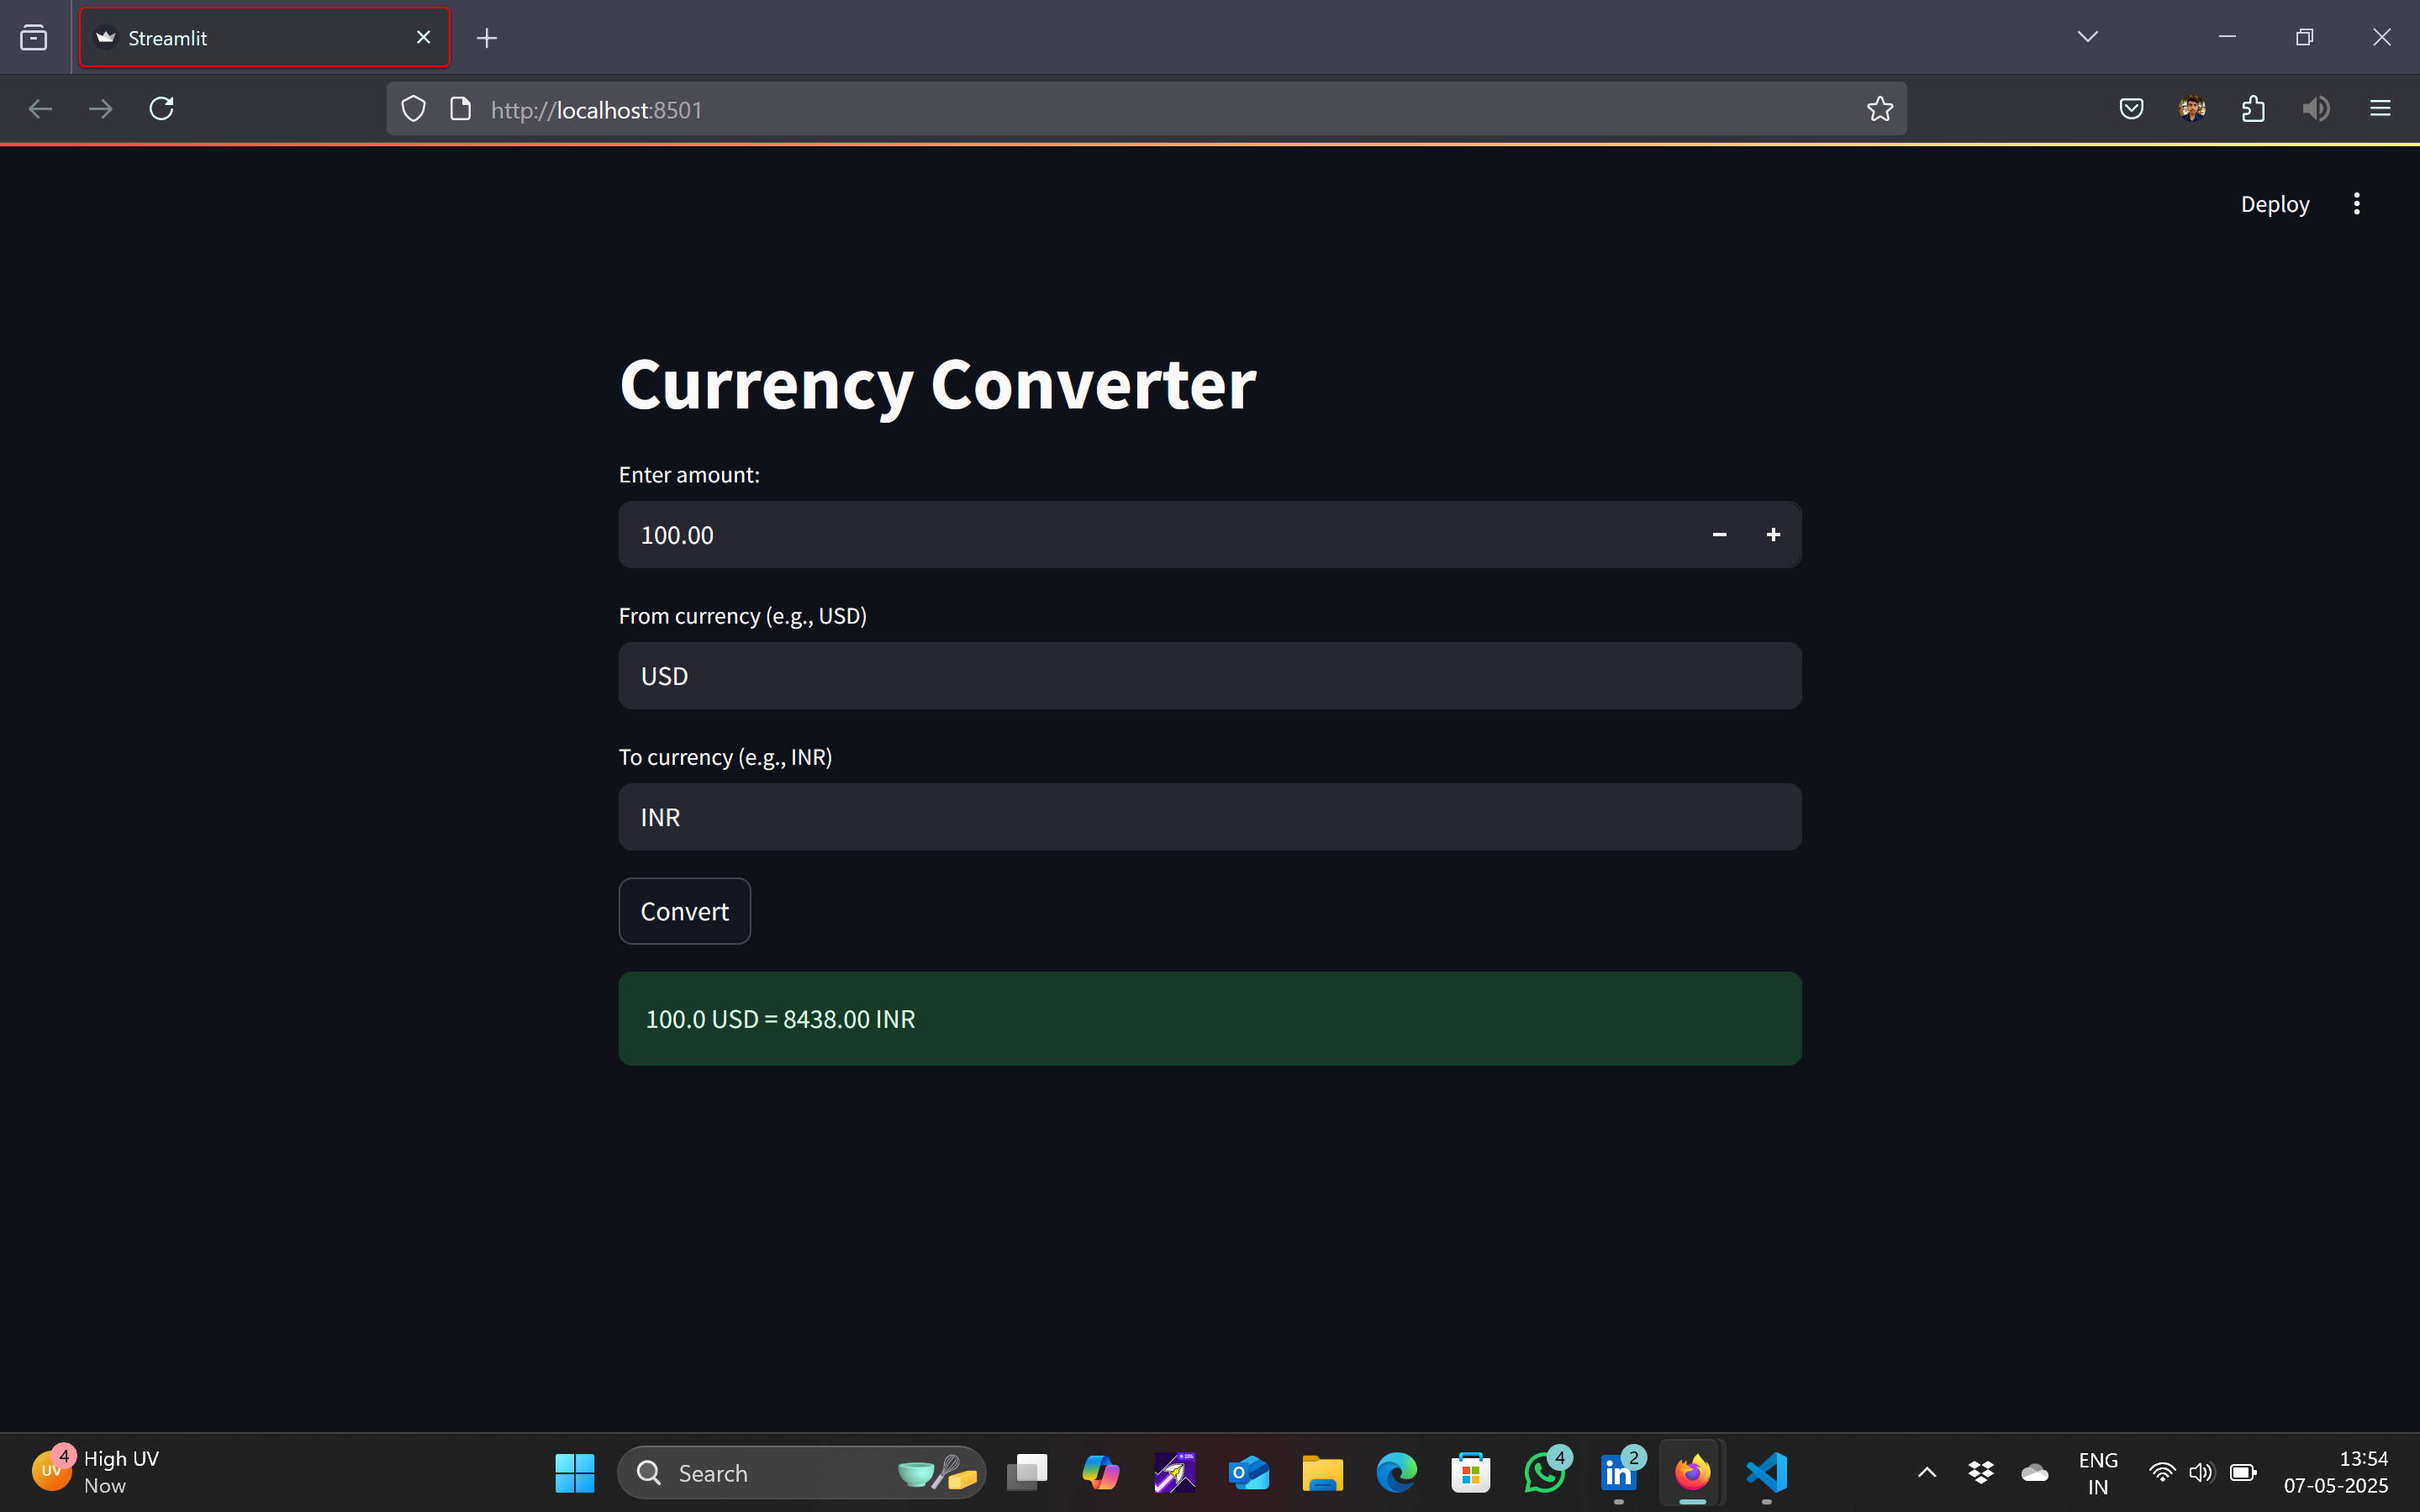 Streamlit
http://localhost:8501
Deploy
Currency Converter
Enter amount:
100.00
From currency (e.g., USD)
USD
To currency (e.g., INR)
INR
Convert
100.0 USD = 8438.00 INR
UV
4
High UV
Now
Search
4
2
ENG
IN
13:54
07-05-2025